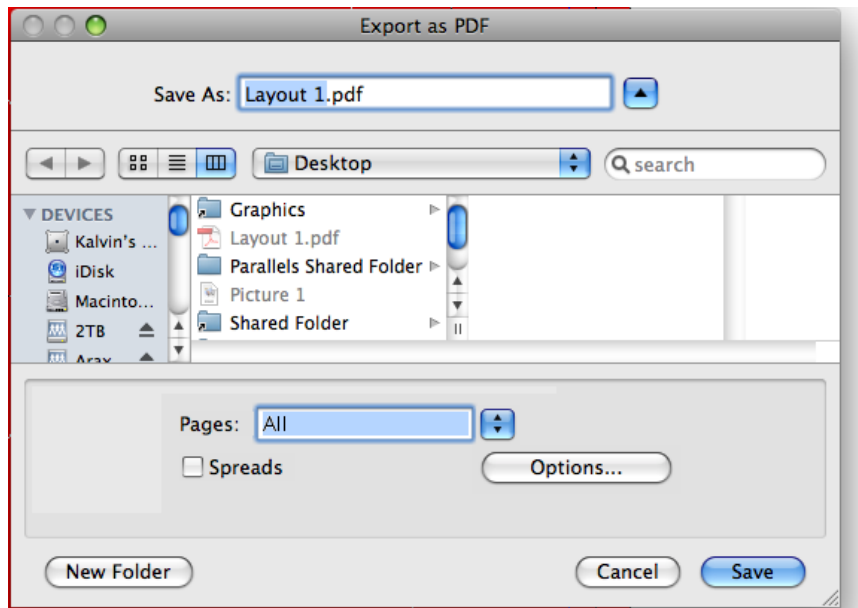 Export as PDF
Save As: Layout 1.pdf
Desktop
search
DEVICES
Kalvin's ...
iDisk
Macinto...
2TB
Arax
Graphics
Layout 1.pdf
Parallels Shared Folder
Picture 1
Shared Folder
Pages: All
Spreads
Options...
New Folder
Cancel
Save